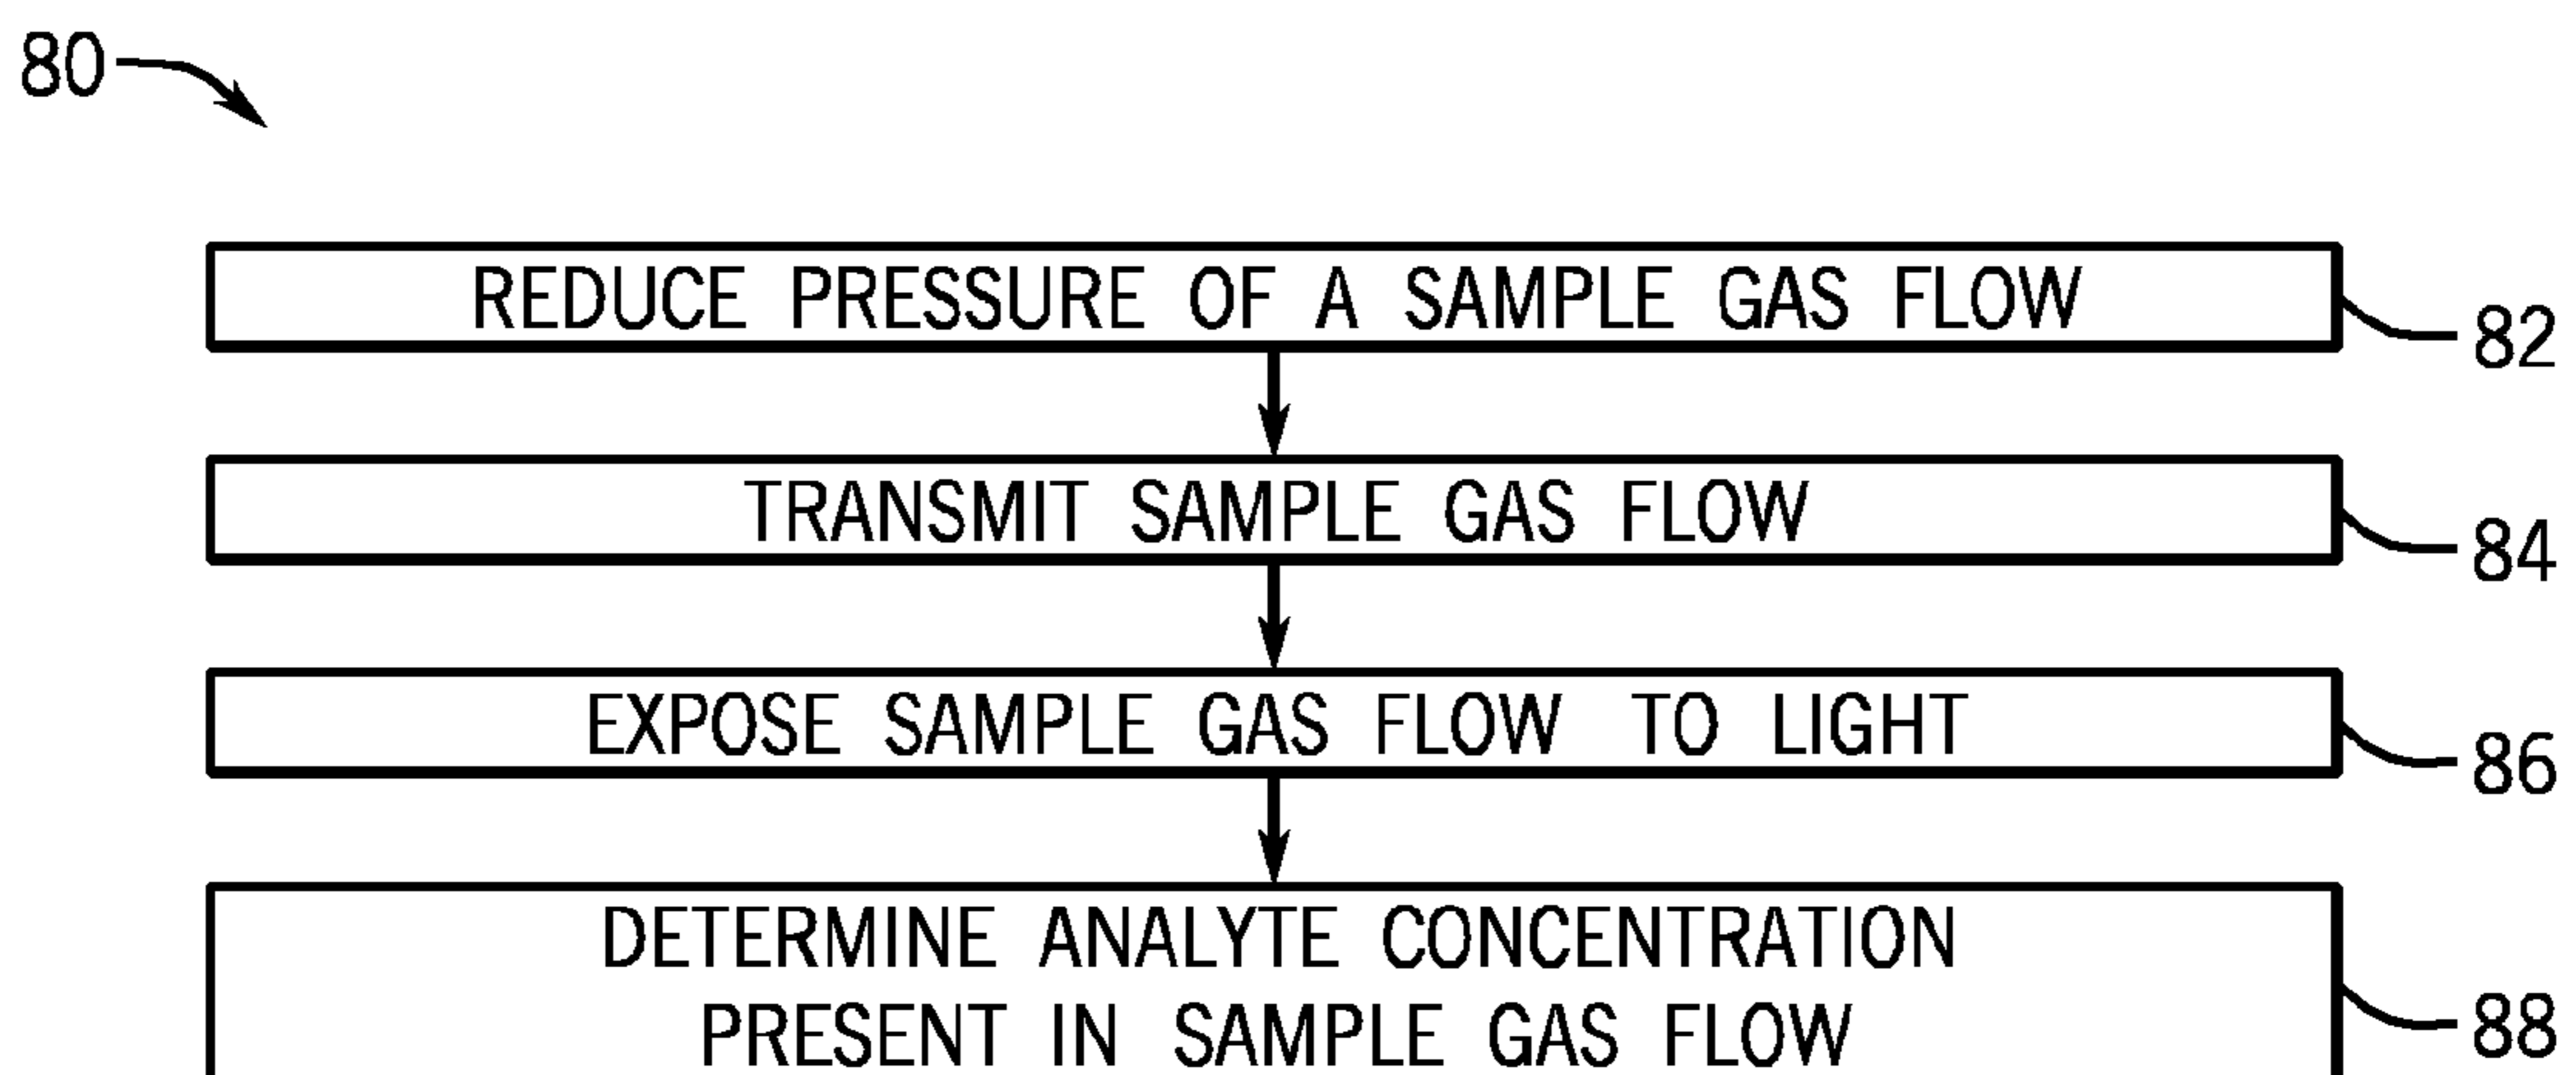 80
REDUCE PRESSURE OF A SAMPLE GAS FLOW
82
TRANSMIT SAMPLE GAS FLOW
84
EXPOSE SAMPLE GAS FLOW TO LIGHT
86
DETERMINE ANALYTE CONCENTRATION
PRESENT IN SAMPLE GAS FLOW
88